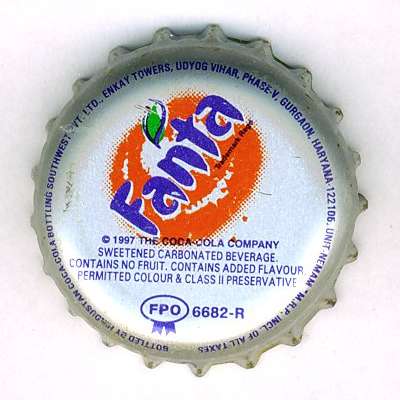 BOTTLED BY HINDUSTAN COCA-COLA BOTTLING SOUTHWEST PVT. LTD., ENKAY TOWERS, UDYOG VIHAR, PHASE-V, GURGAON, HARYANA-122106. UNIT: NEMAM "M.R.P. INCL. OF ALL TAXES
Fanta
Trademark Regd.
© 1997 THE COCA-COLA COMPANY
SWEETENED CARBONATED BEVERAGE.
CONTAINS NO FRUIT. CONTAINS ADDED FLAVOUR,
PERMITTED COLOUR & CLASS II PRESERVATIVE
FPO 6682-R